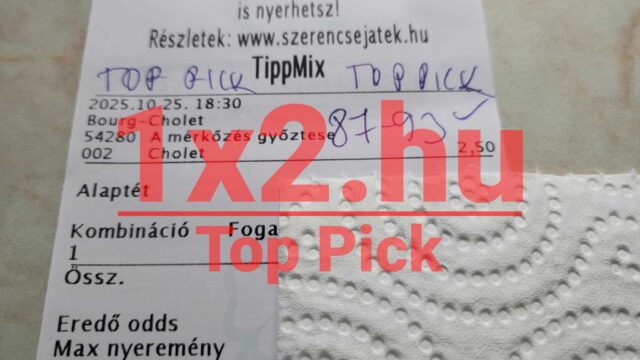 is nyerhetsz!
Részletek: www.szerencsejatek.hu
TOP PICK TippMix TOP PICK
2025.10.25. 18:30
Bourg-Cholet
54280 A mérkőzés győztese 87-93
002 Cholet 2,50
1x2.hu
Top Pick
Alaptét
Kombináció Foga
1
Össz.
Eredő odds
Max nyeremény